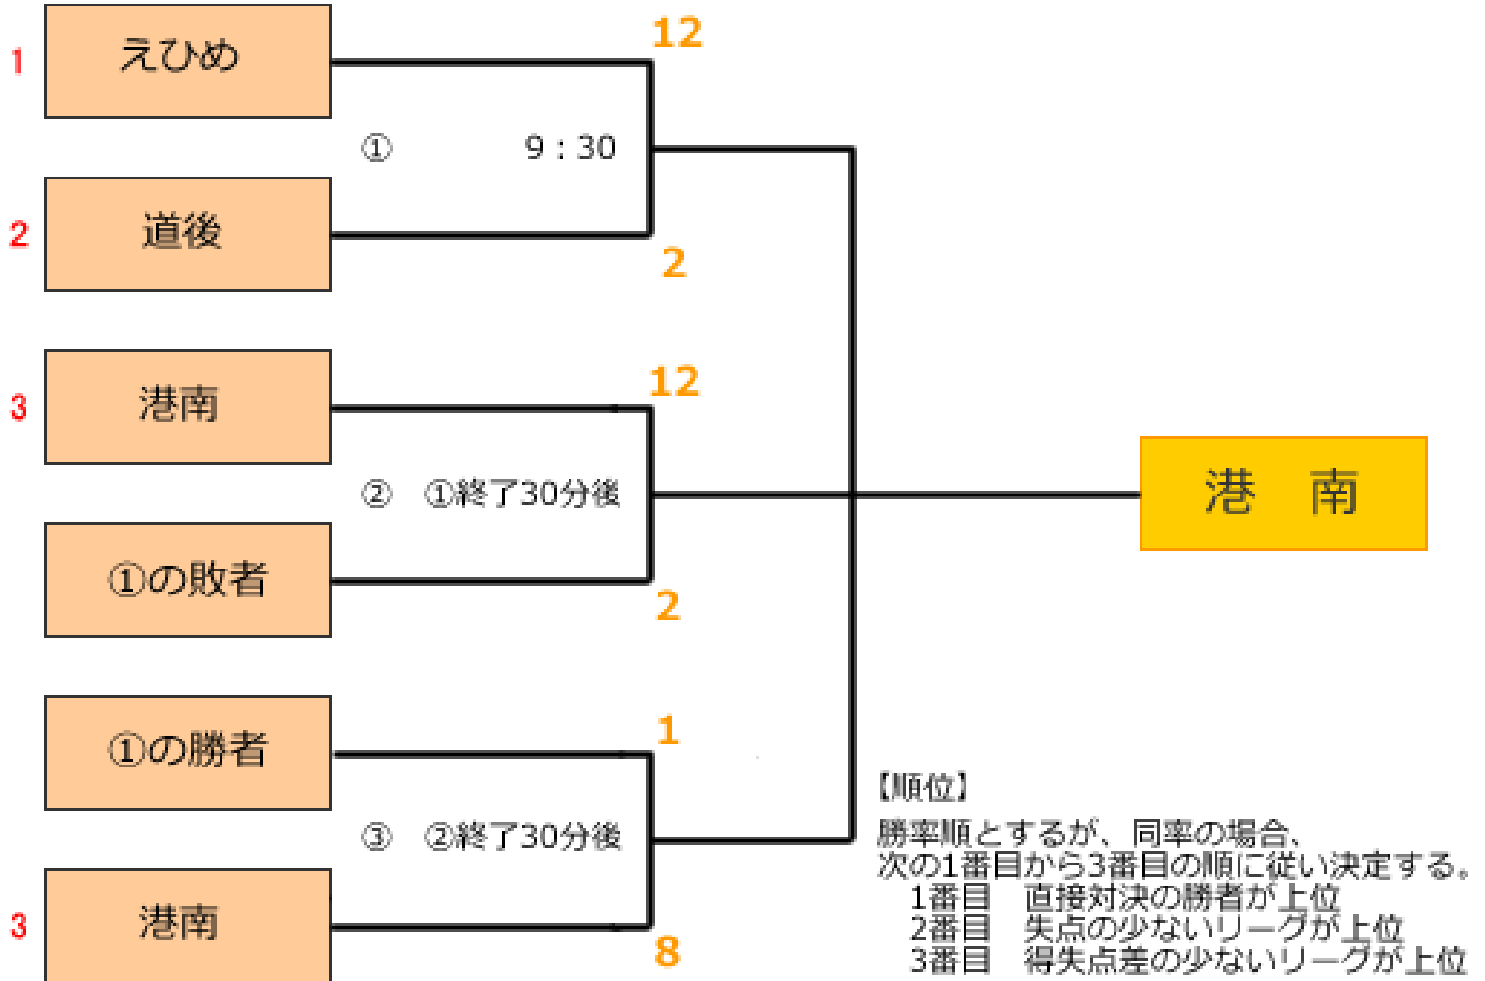 12
1
えひめ
① 9：30
2
道後
2
12
3
港南
② ①終了30分後
港　南
①の敗者
2
1
①の勝者
③ ②終了30分後
3
港南
8
【順位】
勝率順とするが、同率の場合、
次の1番目から3番目の順に従い決定する。
1番目　直接対決の勝者が上位
2番目　失点の少ないリーグが上位
3番目　得失点差の少ないリーグが上位